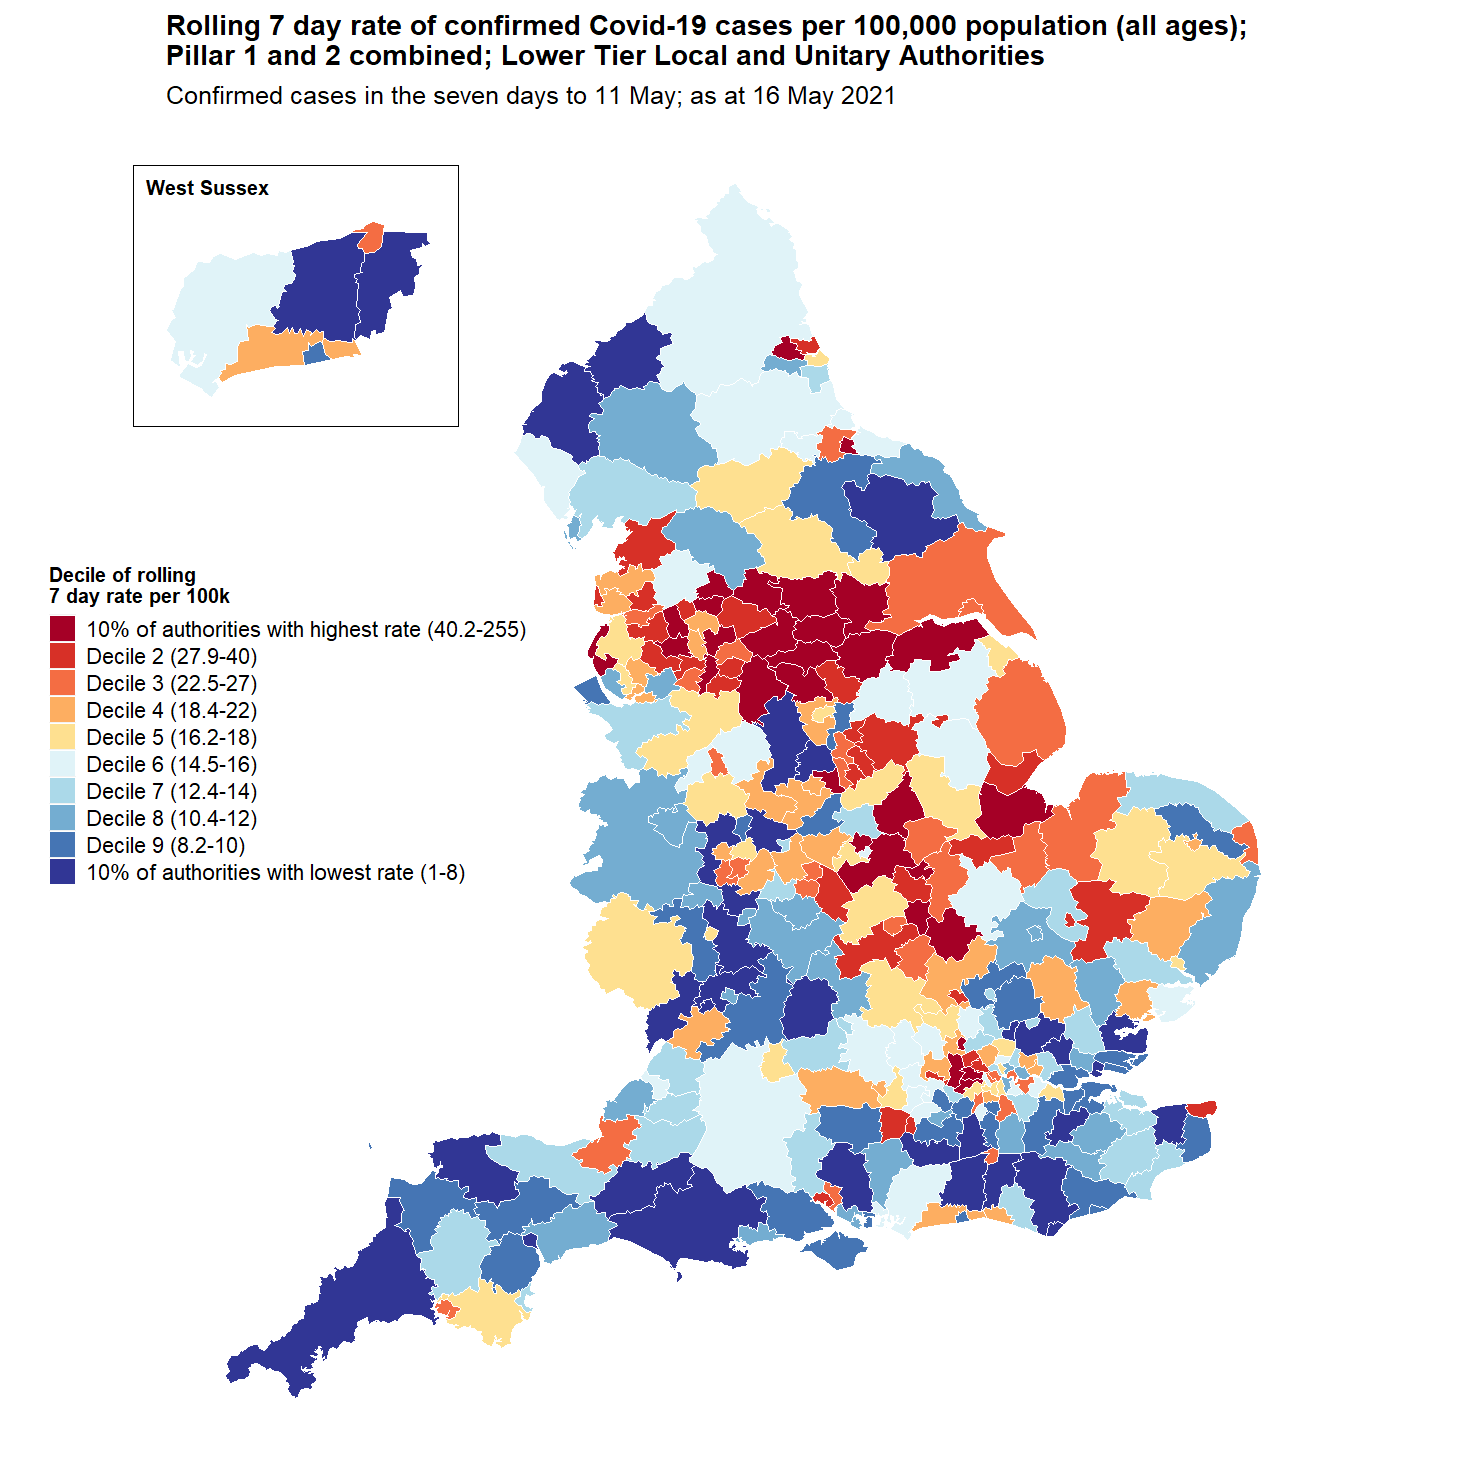 Rolling 7 day rate of confirmed Covid-19 cases per 100,000 population (all ages);
Pillar 1 and 2 combined; Lower Tier Local and Unitary Authorities
Confirmed cases in the seven days to 11 May; as at 16 May 2021
West Sussex
Decile of rolling
7 day rate per 100k
10% of authorities with highest rate (40.2-255)
Decile 2 (27.9-40)
Decile 3 (22.5-27)
Decile 4 (18.4-22)
Decile 5 (16.2-18)
Decile 6 (14.5-16)
Decile 7 (12.4-14)
Decile 8 (10.4-12)
Decile 9 (8.2-10)
10% of authorities with lowest rate (1-8)